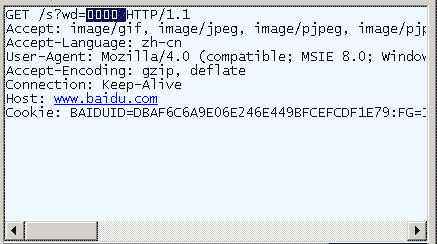 GET /s?wd=HTTP/1.1
Accept: image/gif, image/jpeg, image/pjpeg, image/pjp
Accept-Language: zh-cn
User-Agent: Mozilla/4.0 (compatible; MSIE 8.0; Window
Accept-Encoding: gzip, deflate
Connection: Keep-Alive
Host: www.baidu.com
Cookie: BAIDUID=DBAF6C6A9E06E246E449BFCEFCDF1E79:FG=